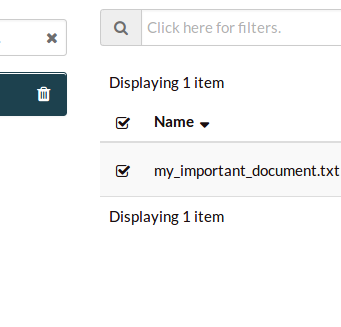 Click here for filters.
Displaying 1 item
Name
my_important_document.txt
Displaying 1 item